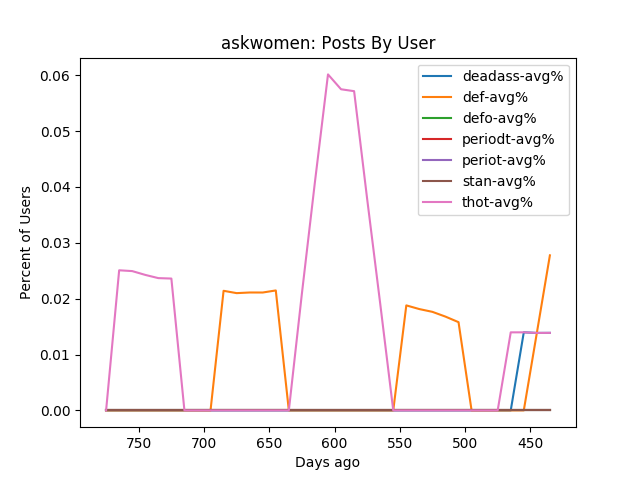 askwomen: Posts By User
Percent of Users
0.06
0.05
0.04
0.03
0.02
0.01
0.00
deadass-avg%
def-avg%
defo-avg%
periodt-avg%
periot-avg%
stan-avg%
thot-avg%
750 700 650 600 550 500 450
Days ago